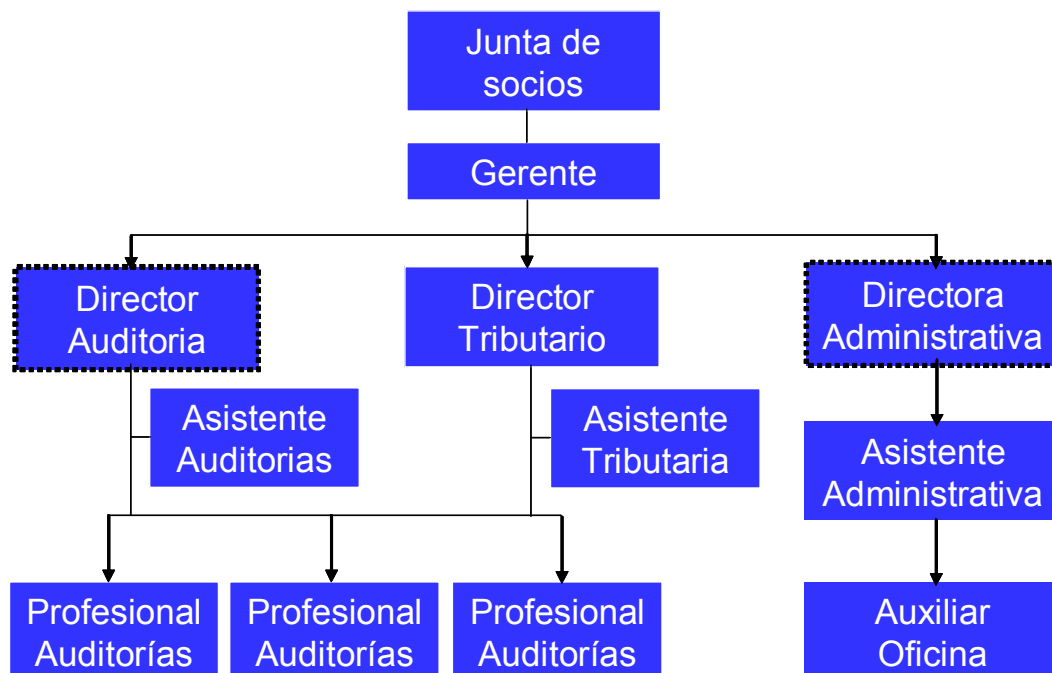 Junta de
socios
Gerente
Director
Auditoria
Director
Tributario
Directora
Administrativa
Asistente
Auditorias
Asistente
Tributaria
Asistente
Administrativa
Profesional
Auditorías
Profesional
Auditorías
Profesional
Auditorías
Auxiliar
Oficina